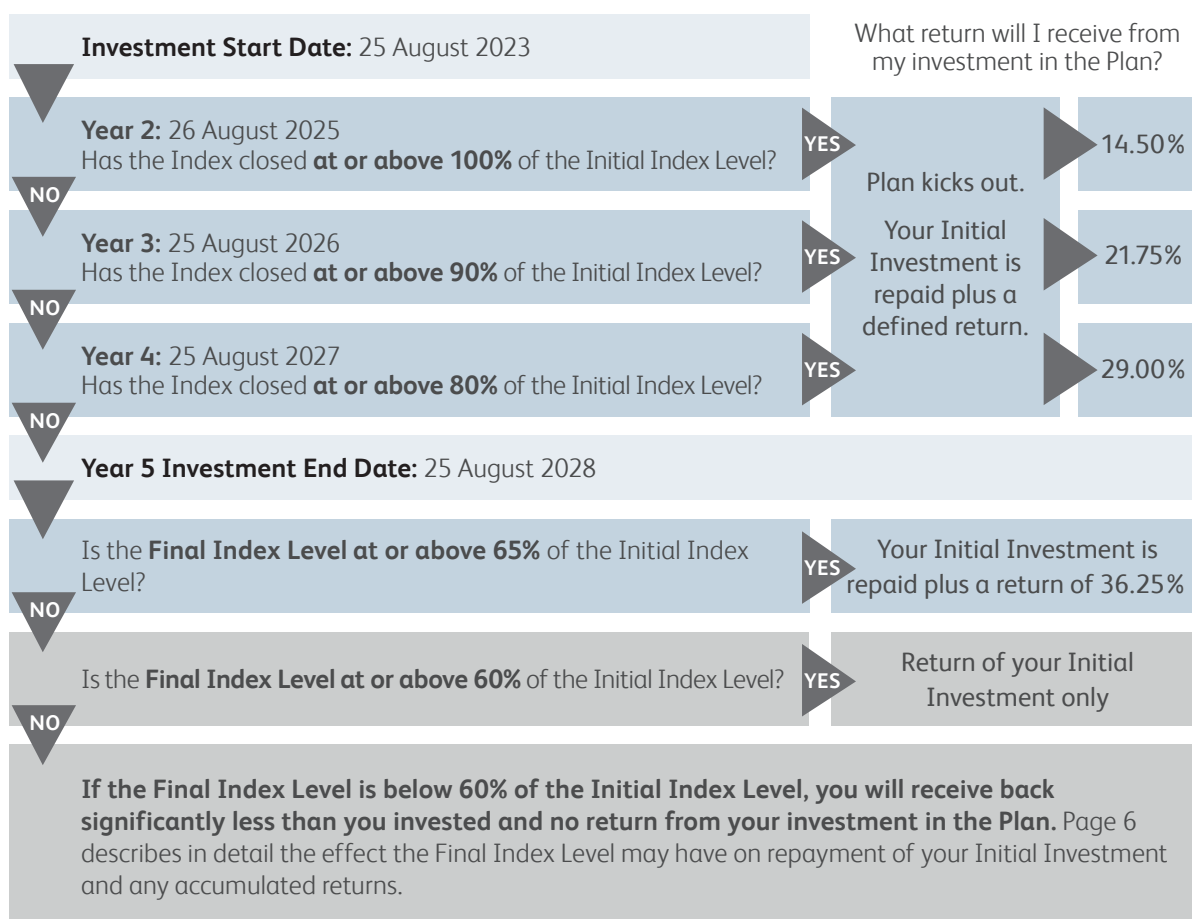 Investment Start Date: 25 August 2023
What return will I receive from
my investment in the Plan?
Year 2: 26 August 2025
Has the Index closed at or above 100% of the Initial Index Level?
YES
14.50%
NO
Year 3: 25 August 2026
Has the Index closed at or above 90% of the Initial Index Level?
YES
21.75%
NO
Year 4: 25 August 2027
Has the Index closed at or above 80% of the Initial Index Level?
YES
29.00%
NO
Plan kicks out.
Your Initial
Investment is
repaid plus a
defined return.
Year 5 Investment End Date: 25 August 2028
Is the Final Index Level at or above 65% of the Initial Index
Level?
YES
Your Initial Investment is
repaid plus a return of 36.25%
NO
Is the Final Index Level at or above 60% of the Initial Index Level?
YES
Return of your Initial
Investment only
NO
If the Final Index Level is below 60% of the Initial Index Level, you will receive back
significantly less than you invested and no return from your investment in the Plan. Page 6
describes in detail the effect the Final Index Level may have on repayment of your Initial Investment
and any accumulated returns.